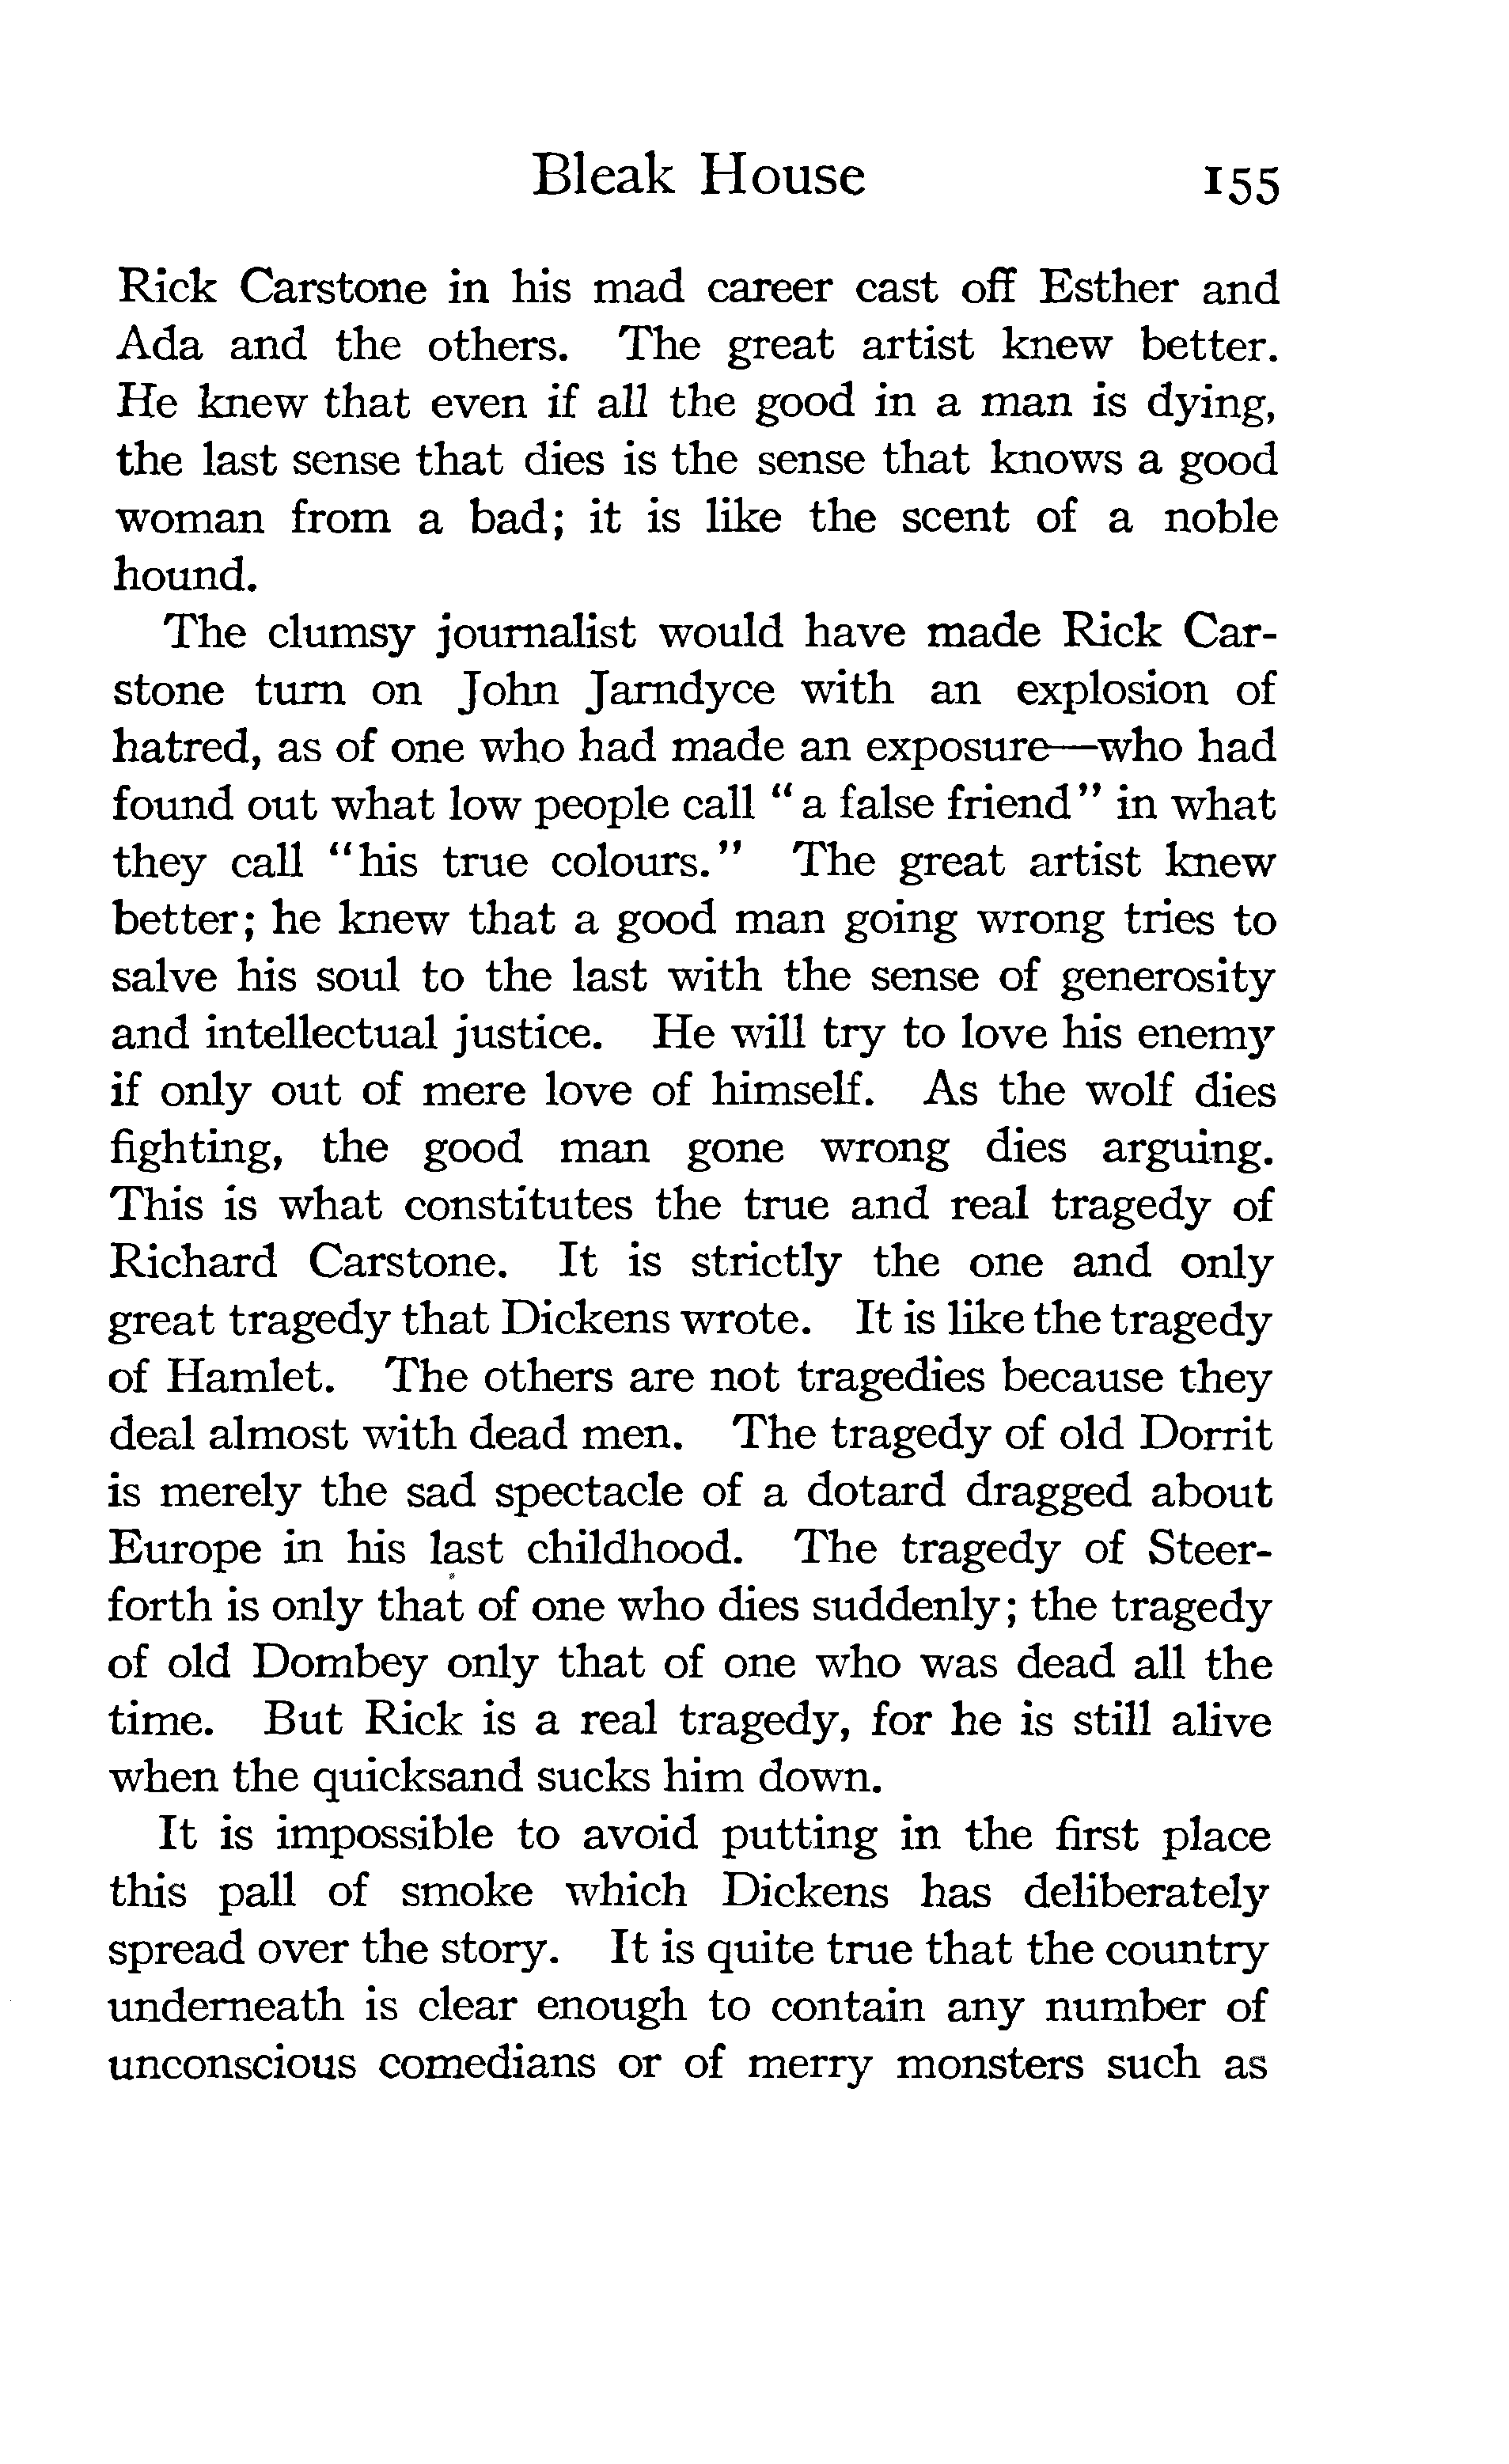 Bleak House 155
Rick Carstone in his mad career cast off Esther and
Ada and the others. The great artist knew better.
He knew that even if all the good in a man is dying,
the last sense that dies is the sense that knows a good
woman from a bad; it is like the scent of a noble
hound.
The clumsy journalist would have made Rick Car-
stone turn on John Jarndyce with an explosion of
hatred, as of one who had made an exposure—who had
found out what low people call "a false friend" in what
they call "his true colours." The great artist knew
better; he knew that a good man going wrong tries to
salve his soul to the last with the sense of generosity
and intellectual justice. He will try to love his enemy
if only out of mere love of himself. As the wolf dies
fighting, the good man gone wrong dies arguing.
This is what constitutes the true and real tragedy of
Richard Carstone. It is strictly the one and only
great tragedy that Dickens wrote. It is like the tragedy
of Hamlet. The others are not tragedies because they
deal almost with dead men. The tragedy of old Dorrit
is merely the sad spectacle of a dotard dragged about
Europe in his last childhood. The tragedy of Steer-
forth is only that of one who dies suddenly; the tragedy
of old Dombey only that of one who was dead all the
time. But Rick is a real tragedy, for he is still alive
when the quicksand sucks him down.
It is impossible to avoid putting in the first place
this pall of smoke which Dickens has deliberately
spread over the story. It is quite true that the country
underneath is clear enough to contain any number of
unconscious comedians or of merry monsters such as